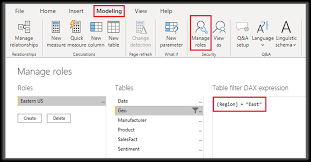 File Home Insert Modeling View Help
Manage relationships
New measure
Quick measure
New column
New table
Change detection
New parameter
Manage roles
View as
Q&A setup
Language
Linguistic schema
Relationships Calculations Page refresh What if Security Q&A
Manage roles
Roles
Tables
Table filter DAX expression
Eastern US
Date
[Region] = "East"
Geo
Manufacturer
Create Delete
Product
SalesFact
Sentiment